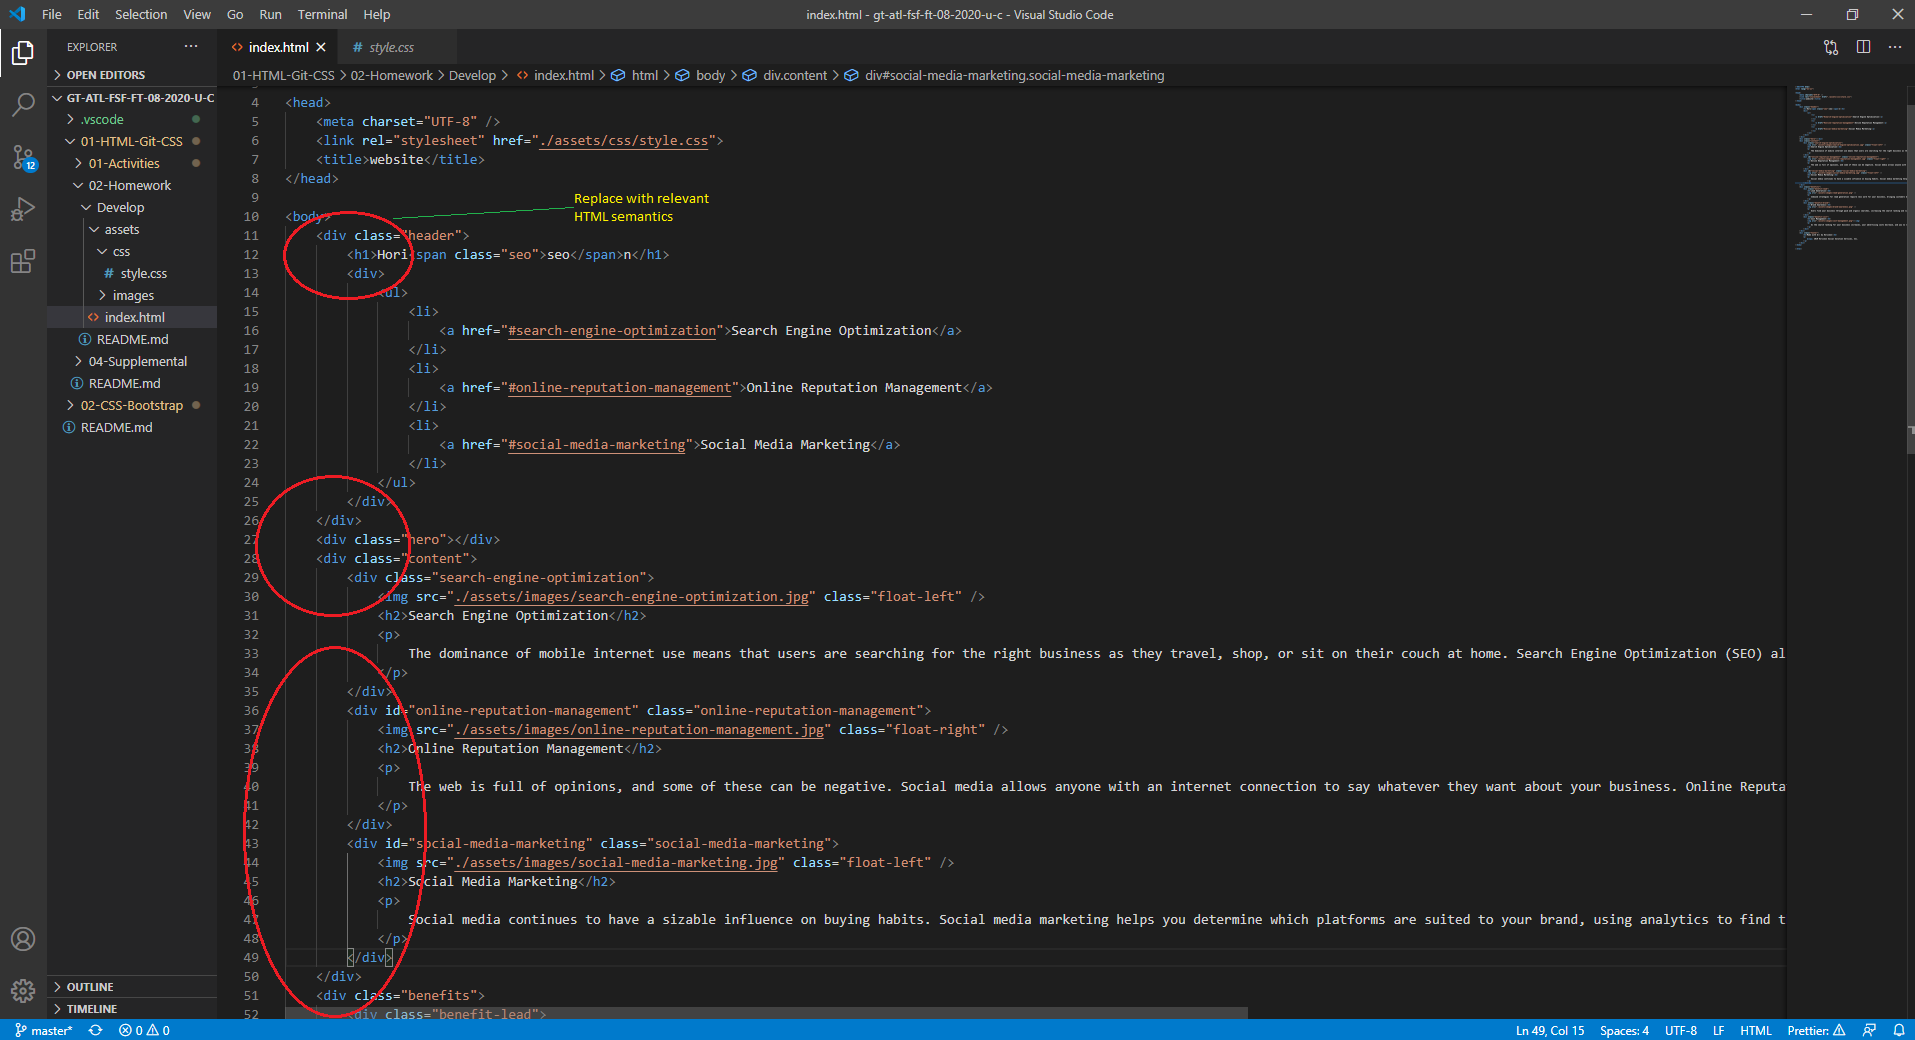 File Edit Selection View Go Run Terminal Help
index.html - gt-atl-fsf-ft-08-2020-u-c - Visual Studio Code
EXPLORER ···
index.html
# style.css
OPEN EDITORS
GT-ATL-FSF-FT-08-2020-U-C
.vscode
01-HTML-Git-CSS
01-Activities
02-Homework
Develop
assets
css
# style.css
images
<> index.html
README.md
04-Supplemental
README.md
02-CSS-Bootstrap
README.md
OUTLINE
TIMELINE
12
01-HTML-Git-CSS > 02-Homework > Develop > <> index.html > html > body > div.content > div#social-media-marketing.social-media-marketing
4 <head>
5 <meta charset="UTF-8" />
6 <link rel="stylesheet" href="./assets/css/style.css">
7 <title>website</title>
8 </head>
9
Replace with relevant
HTML semantics
10 <body>
11 <div class="header">
12 <h1>Hori<span class="seo">seo</span>n</h1>
13 <div>
14 <ul>
15 <li>
16 <a href="#search-engine-optimization">Search Engine Optimization</a>
17 </li>
18 <li>
19 <a href="#online-reputation-management">Online Reputation Management</a>
20 </li>
21 <li>
22 <a href="#social-media-marketing">Social Media Marketing</a>
23 </li>
24 </ul>
25 </div>
26 </div>
27 <div class="hero"></div>
28 <div class="content">
29 <div class="search-engine-optimization">
30 <img src="./assets/images/search-engine-optimization.jpg" class="float-left" />
31 <h2>Search Engine Optimization</h2>
32 <p>
33 The dominance of mobile internet use means that users are searching for the right business as they travel, shop, or sit on their couch at home. Search Engine Optimization (SEO) al
34 </p>
35 </div>
36 <div id="online-reputation-management" class="online-reputation-management">
37 <img src="./assets/images/online-reputation-management.jpg" class="float-right" />
38 <h2>Online Reputation Management</h2>
39 <p>
40 The web is full of opinions, and some of these can be negative. Social media allows anyone with an internet connection to say whatever they want about your business. Online Reputa
41 </p>
42 </div>
43 <div id="social-media-marketing" class="social-media-marketing">
44 <img src="./assets/images/social-media-marketing.jpg" class="float-left" />
45 <h2>Social Media Marketing</h2>
46 <p>
47 Social media continues to have a sizable influence on buying habits. Social media marketing helps you determine which platforms are suited to your brand, using analytics to find t
48 </p>
49 </div>
50 </div>
51 <div class="benefits">
52 <div class="benefit-lead">
master* 0 0 Ln 49, Col 15 Spaces: 4 UTF-8 LF HTML Prettier: